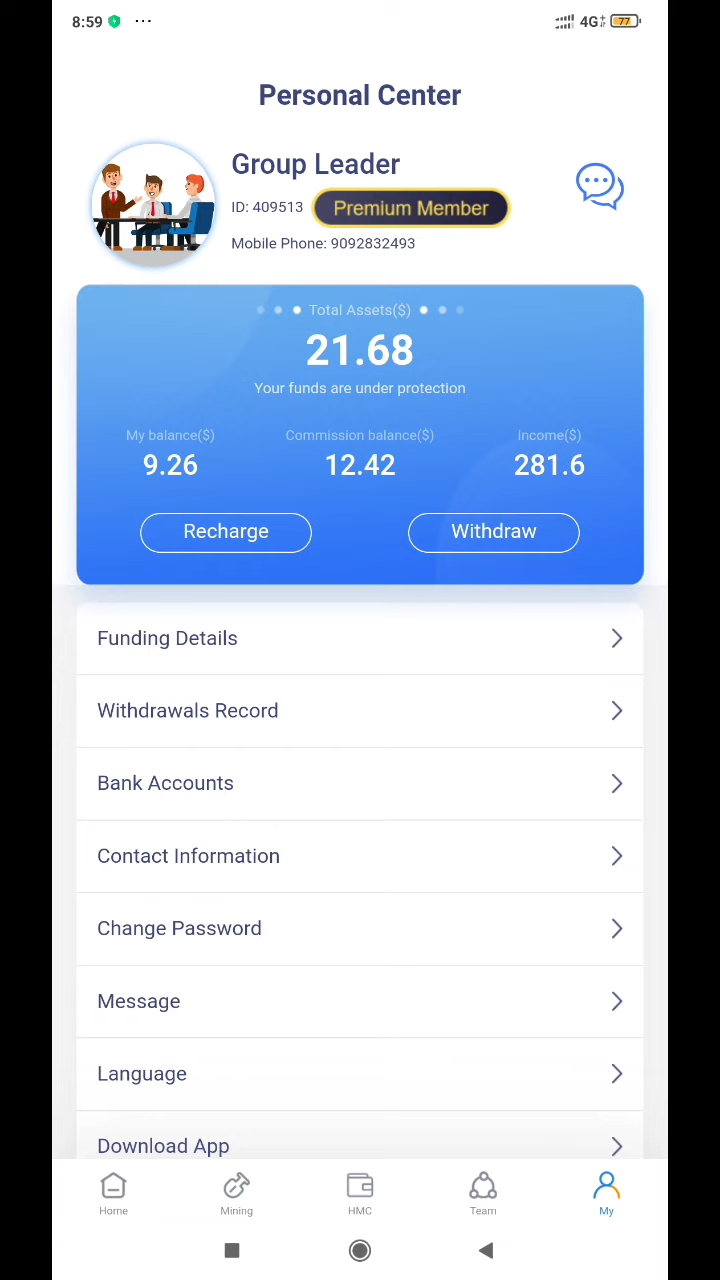 8:59
4G
77
Personal Center
Group Leader
ID: 409513 Premium Member
Mobile Phone: 9092832493
Total Assets($)
21.68
Your funds are under protection
My balance($) Commission balance($) Income($)
9.26 12.42 281.6
Recharge Withdraw
Funding Details
Withdrawals Record
Bank Accounts
Contact Information
Change Password
Message
Language
Download App
Home Mining HMC Team My